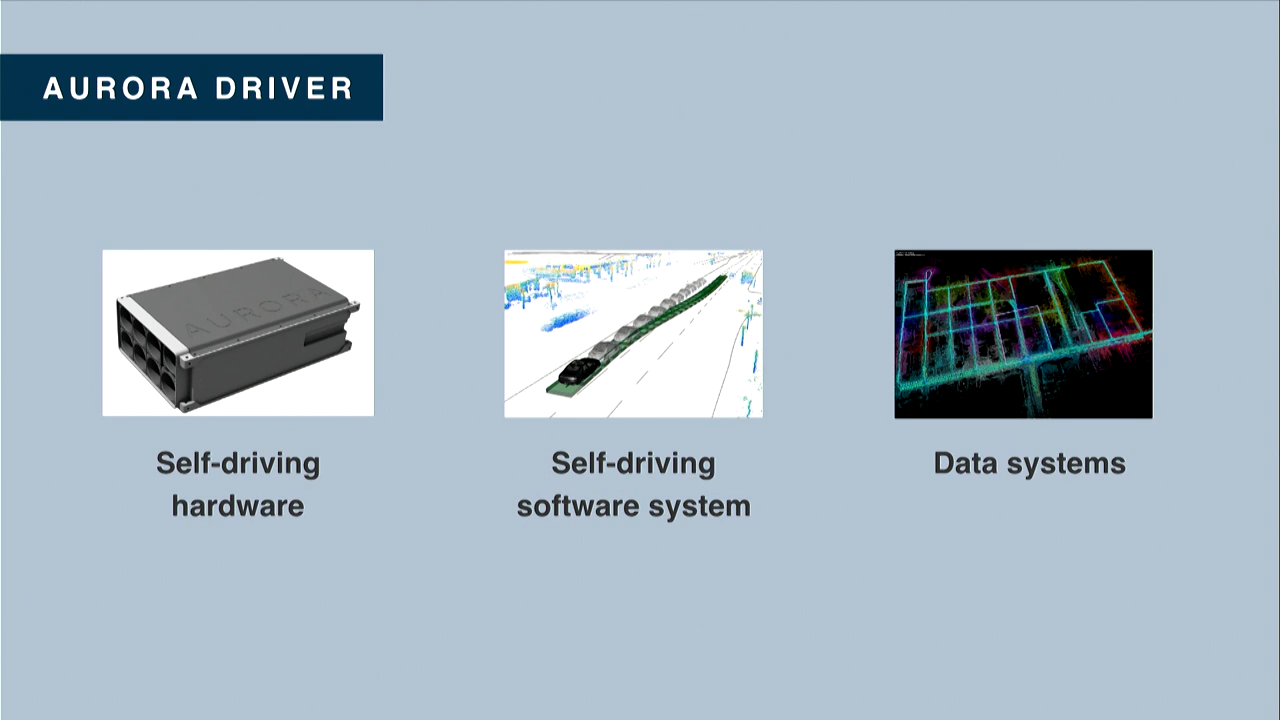 AURORA DRIVER
AURORA
Self-driving
hardware
Self-driving
software system
Data systems